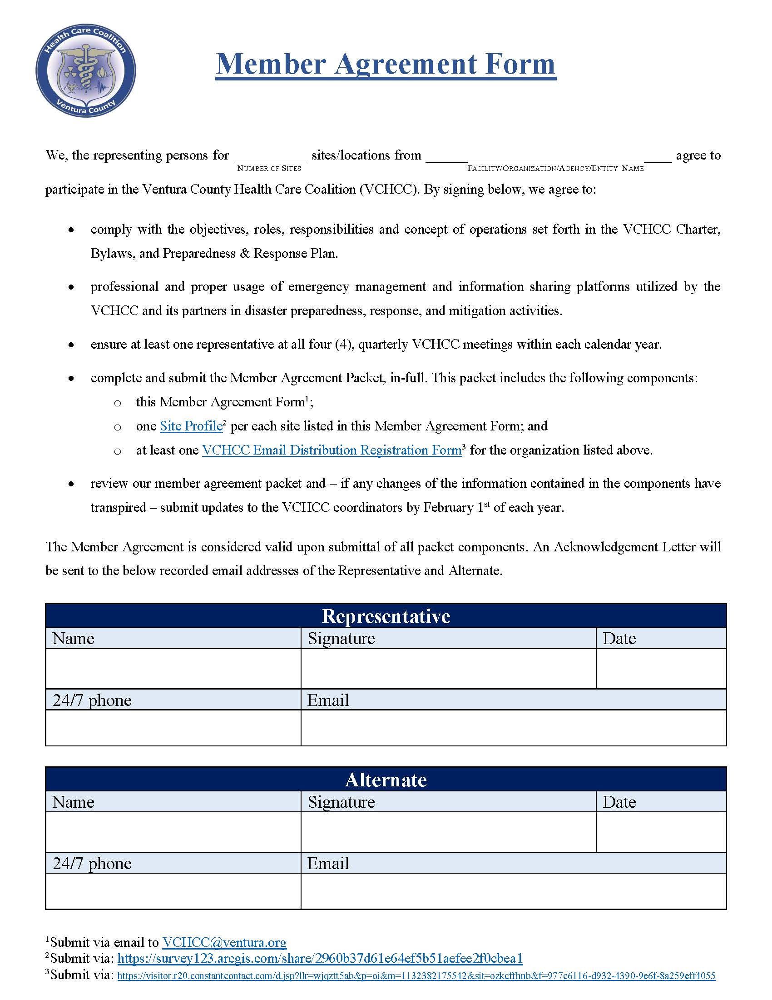 Health Care Coalition
Ventura County
Member Agreement Form
We, the representing persons for __________ sites/locations from __________________________________ agree to
NUMBER OF SITES FACILITY/ORGANIZATION/AGENCY/ENTITY NAME
participate in the Ventura County Health Care Coalition (VCHCC). By signing below, we agree to:
• comply with the objectives, roles, responsibilities and concept of operations set forth in the VCHCC Charter,
Bylaws, and Preparedness & Response Plan.
• professional and proper usage of emergency management and information sharing platforms utilized by the
VCHCC and its partners in disaster preparedness, response, and mitigation activities.
• ensure at least one representative at all four (4), quarterly VCHCC meetings within each calendar year.
• complete and submit the Member Agreement Packet, in-full. This packet includes the following components:
o this Member Agreement Form¹;
o one Site Profile² per each site listed in this Member Agreement Form; and
o at least one VCHCC Email Distribution Registration Form³ for the organization listed above.
• review our member agreement packet and – if any changes of the information contained in the components have
transpired – submit updates to the VCHCC coordinators by February 1st of each year.
The Member Agreement is considered valid upon submittal of all packet components. An Acknowledgement Letter will
be sent to the below recorded email addresses of the Representative and Alternate.
Representative
Name Signature Date
24/7 phone Email
Alternate
Name Signature Date
24/7 phone Email
¹Submit via email to VCHCC@ventura.org
²Submit via: https://survey123.arcgis.com/share/2960b37d61e64ef5b51aefee2f0cbea1
³Submit via: https://visitor.r20.constantcontact.com/d.jsp?llr=wjqztt5ab&p=oi&m=1132382175542&sit=ozkcffhnb&f=977c6116-d932-4390-9e6f-8a259eff4055